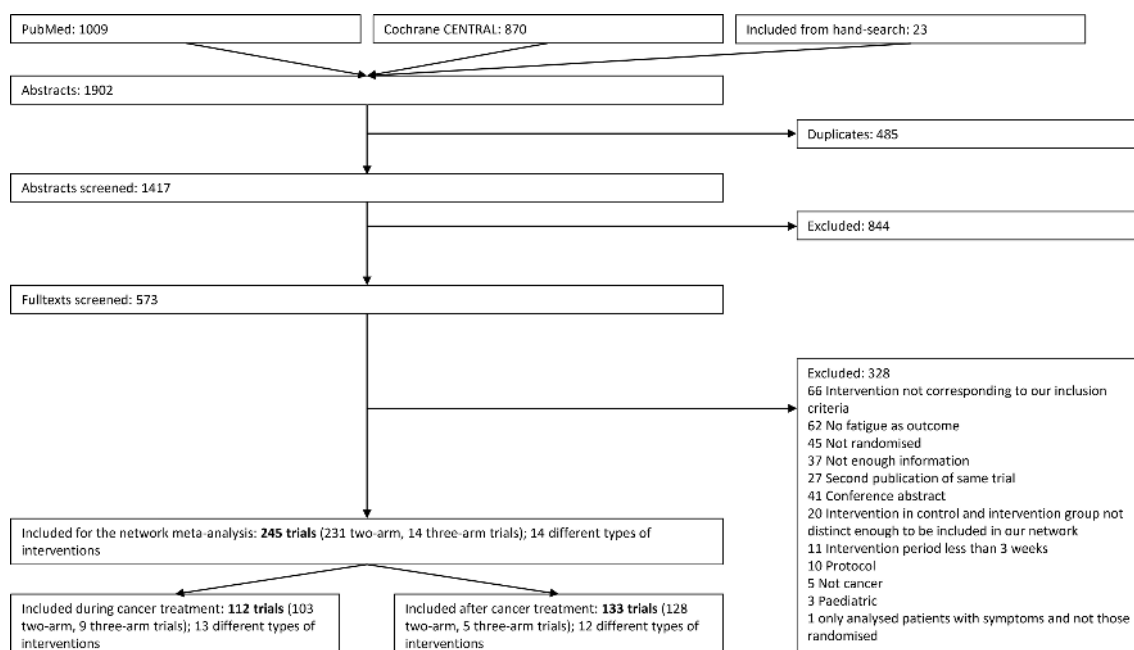 PubMed: 1009
Cochrane CENTRAL: 870
Included from hand-search: 23
Abstracts: 1902
Duplicates: 485
Abstracts screened: 1417
Excluded: 844
Fulltexts screened: 573
Excluded: 328
66 Intervention not corresponding to our inclusion
criteria
62 No fatigue as outcome
45 Not randomised
37 Not enough information
27 Second publication of same trial
41 Conference abstract
20 Intervention in control and intervention group not
distinct enough to be included in our network
11 Intervention period less than 3 weeks
10 Protocol
5 Not cancer
3 Paediatric
1 only analysed patients with symptoms and not those
randomised
Included for the network meta-analysis: 245 trials (231 two-arm, 14 three-arm trials); 14 different types of
interventions
Included during cancer treatment: 112 trials (103
two-arm, 9 three-arm trials); 13 different types of
interventions
Included after cancer treatment: 133 trials (128
two-arm, 5 three-arm trials); 12 different types of
interventions